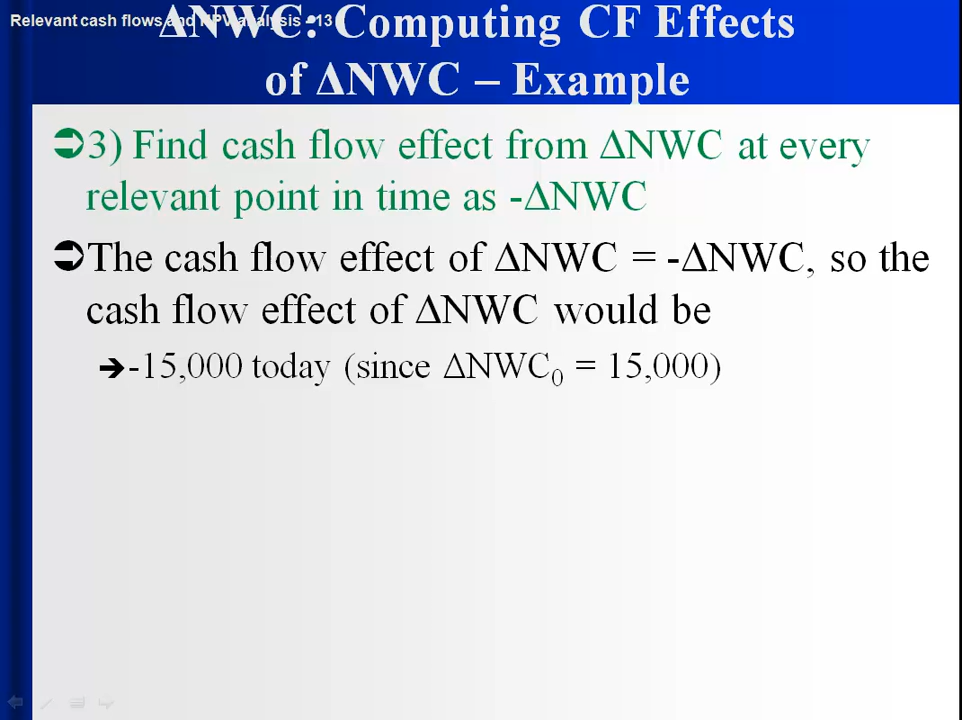 Relevant cash flows and NPV analysis - 13
ΔNWC: Computing CF Effects
of ΔNWC – Example
3) Find cash flow effect from ΔNWC at every
relevant point in time as -ΔNWC
The cash flow effect of ΔNWC = -ΔNWC, so the
cash flow effect of ΔNWC would be
-15,000 today (since ΔNWC₀ = 15,000)